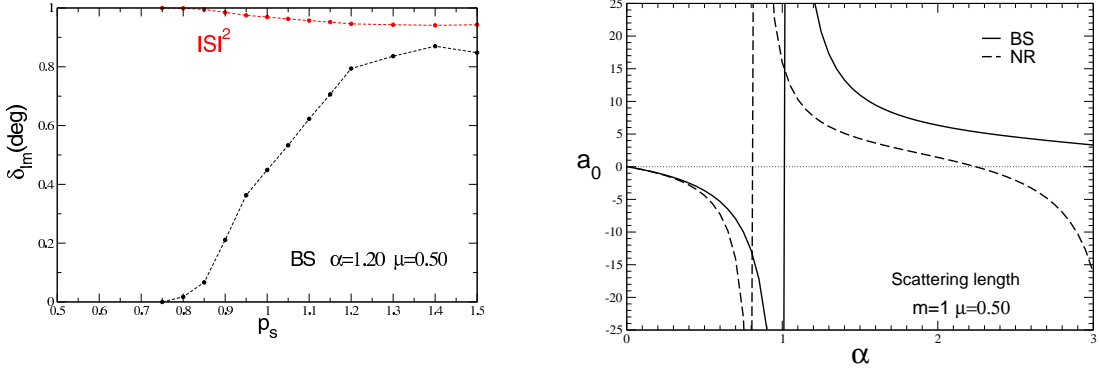 1
0.8
0.6
0.4
0.2
0
δlm(deg)
|S|²
BS α=1.20 μ=0.50
0.5 0.6 0.7 0.8 0.9 1 1.1 1.2 1.3 1.4 1.5
ps
25
20
15
10
5
0
-5
-10
-15
-20
-25
a0
BS
NR
Scattering length
m=1 μ=0.50
0 1 2 3
α